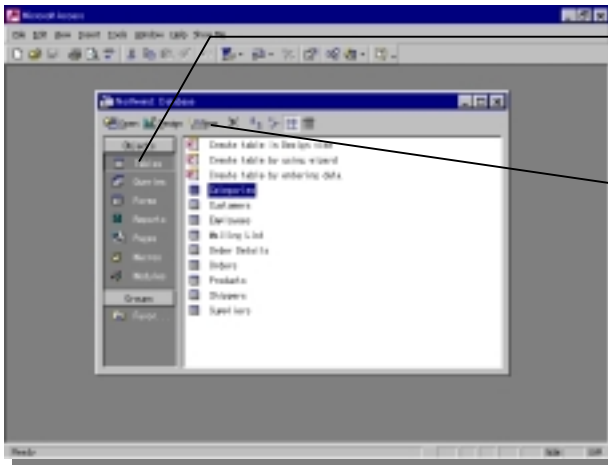 Microsoft Access
File Edit View Insert Tools Window Help
Northwind Database
Open Design New
Objects
Tables
Queries
Forms
Reports
Pages
Macros
Modules
Groups
Create table in Design view
Create table by using wizard
Create table by entering data
Categories
Customers
Employees
Mailing List
Order Details
Orders
Products
Shippers
Suppliers
Ready